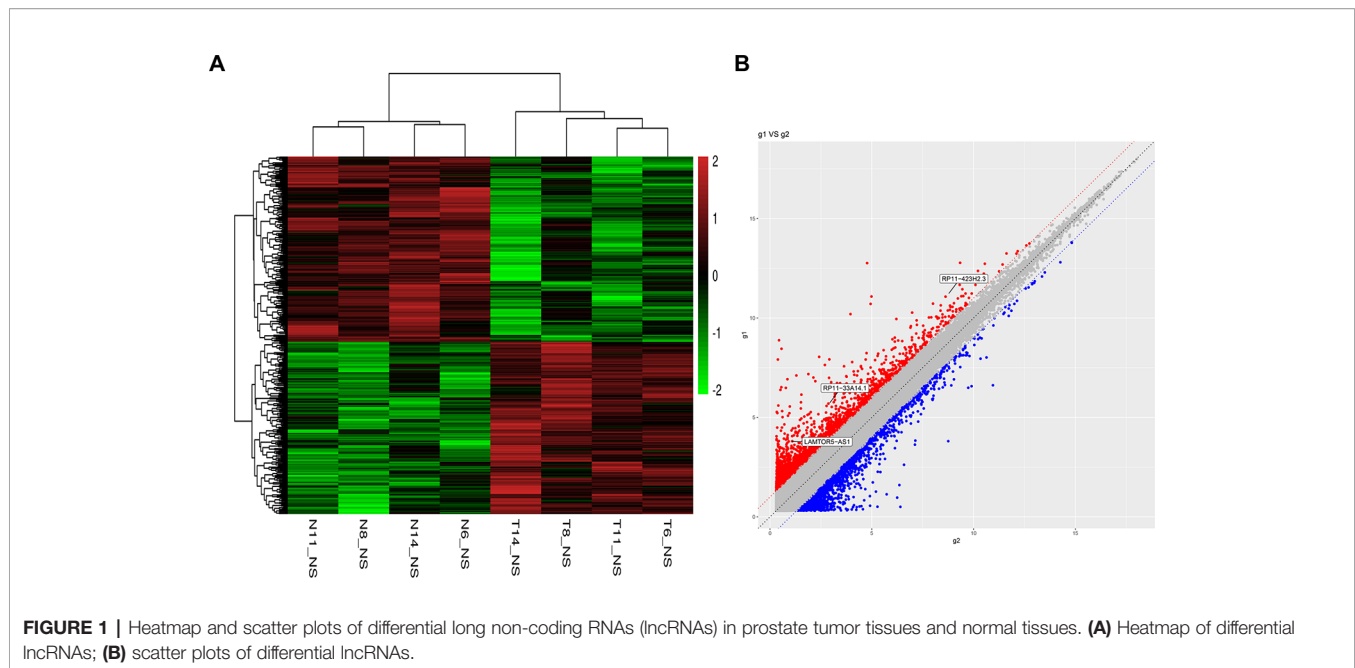 A
2
1
0
-1
-2
N11_NS
N8_NS
N14_NS
N6_NS
T14_NS
T8_NS
T11_NS
T6_NS
B
g1 VS g2
15
10
5
0
g1
RP11-423H2.3
RP11-33A14.1
LAMTOR5-AS1
0
5
10
15
g2
FIGURE 1 | Heatmap and scatter plots of differential long non-coding RNAs (lncRNAs) in prostate tumor tissues and normal tissues. (A) Heatmap of differential
lncRNAs; (B) scatter plots of differential lncRNAs.